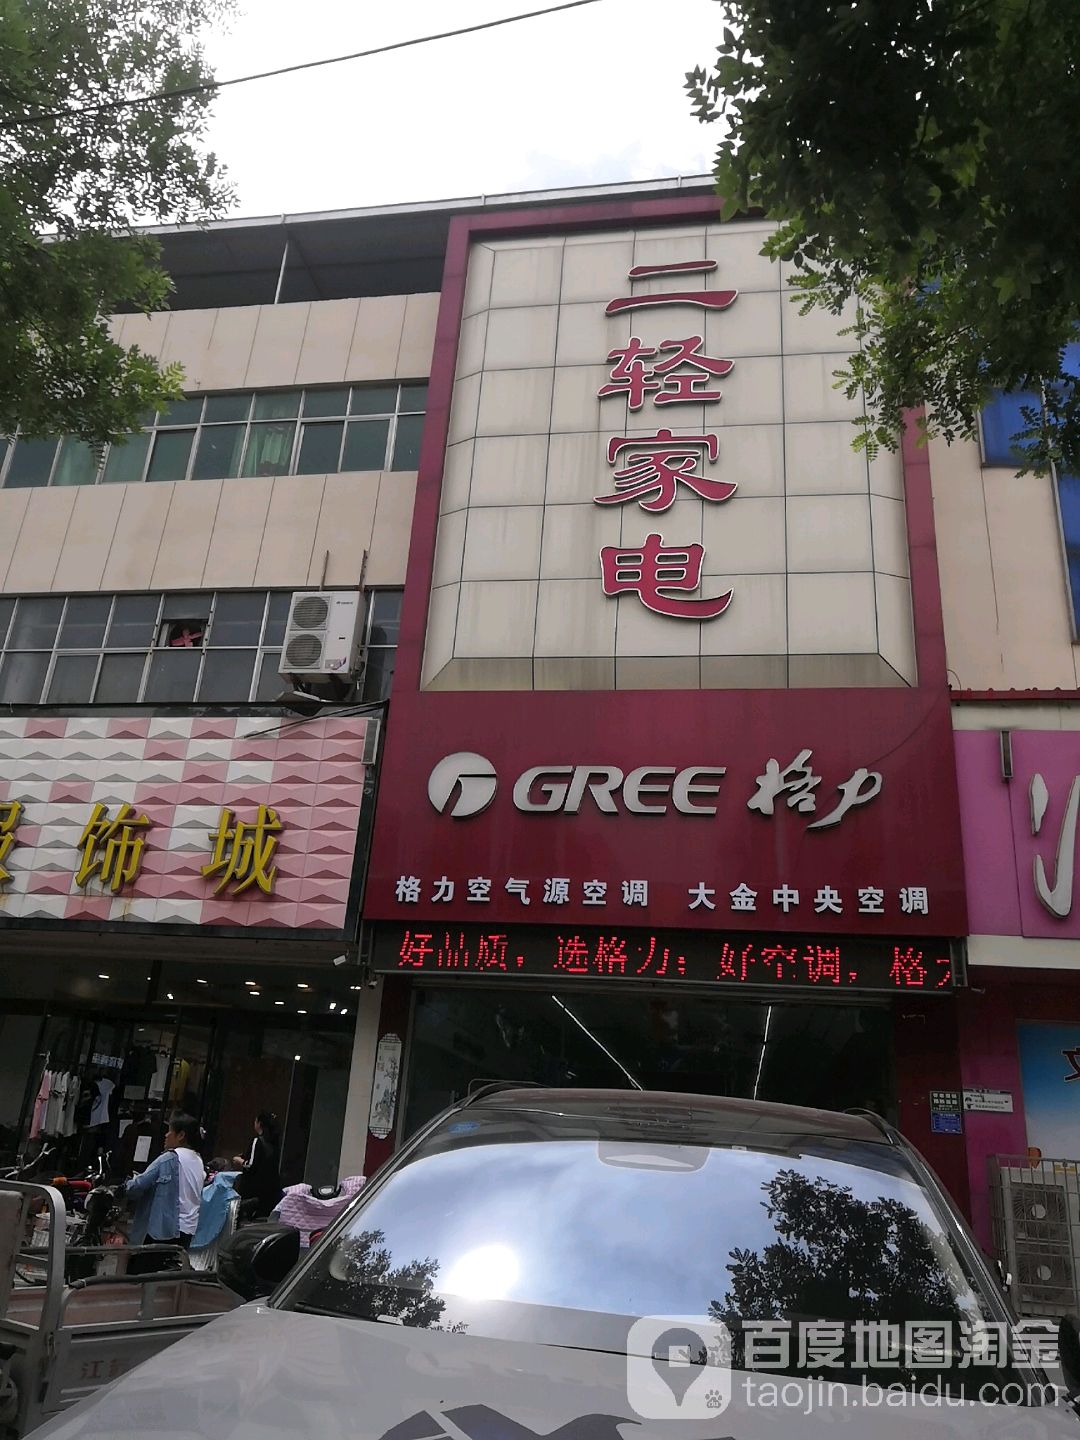 二轻家电
GREE 格力
格力空气源空调 大金中央空调
好品质，选格力；好空调，格
饰城
百度地图淘金
taojin.baidu.com